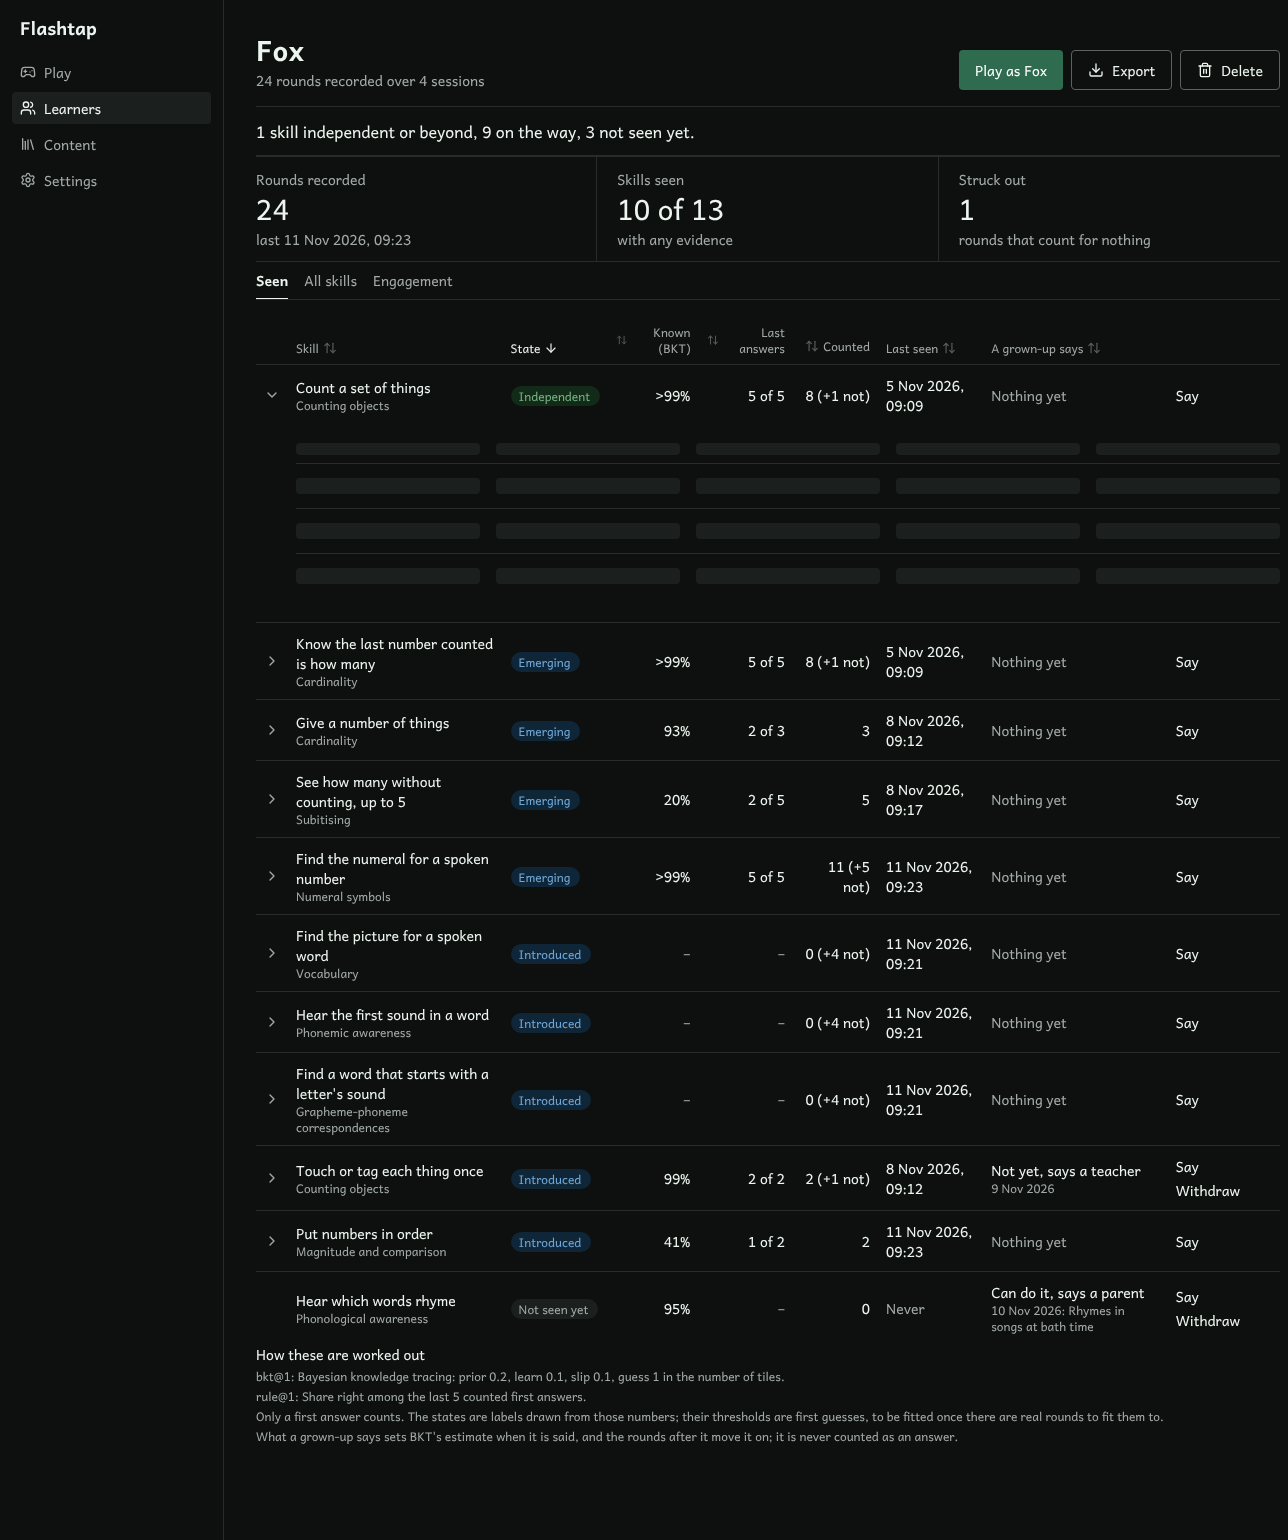 Flashtap
Play
Learners
Content
Settings
Fox
24 rounds recorded over 4 sessions
Play as Fox
Export
Delete
1 skill independent or beyond, 9 on the way, 3 not seen yet.
Rounds recorded
24
last 11 Nov 2026, 09:23
Skills seen
10 of 13
with any evidence
Struck out
1
rounds that count for nothing
Seen
All skills
Engagement
Skill
State
Known
(BKT)
Last
answers
Counted
Last seen
A grown-up says
Count a set of things
Counting objects
Independent
>99%
5 of 5
8 (+1 not)
5 Nov 2026,
09:09
Nothing yet
Say
Know the last number counted
is how many
Cardinality
Emerging
>99%
5 of 5
8 (+1 not)
5 Nov 2026,
09:09
Nothing yet
Say
Give a number of things
Cardinality
Emerging
93%
2 of 3
3
8 Nov 2026,
09:12
Nothing yet
Say
See how many without
counting, up to 5
Subitising
Emerging
20%
2 of 5
5
8 Nov 2026,
09:17
Nothing yet
Say
Find the numeral for a spoken
number
Numeral symbols
Emerging
>99%
5 of 5
11 (+5
not)
11 Nov 2026,
09:23
Nothing yet
Say
Find the picture for a spoken
word
Vocabulary
Introduced
–
–
0 (+4 not)
11 Nov 2026,
09:21
Nothing yet
Say
Hear the first sound in a word
Phonemic awareness
Introduced
–
–
0 (+4 not)
11 Nov 2026,
09:21
Nothing yet
Say
Find a word that starts with a
letter's sound
Grapheme-phoneme
correspondences
Introduced
–
–
0 (+4 not)
11 Nov 2026,
09:21
Nothing yet
Say
Touch or tag each thing once
Counting objects
Introduced
99%
2 of 2
2 (+1 not)
8 Nov 2026,
09:12
Not yet, says a teacher
9 Nov 2026
Say
Withdraw
Put numbers in order
Magnitude and comparison
Introduced
41%
1 of 2
2
11 Nov 2026,
09:23
Nothing yet
Say
Hear which words rhyme
Phonological awareness
Not seen yet
95%
–
0
Never
Can do it, says a parent
10 Nov 2026: Rhymes in
songs at bath time
Say
Withdraw
How these are worked out
bkt@1: Bayesian knowledge tracing: prior 0.2, learn 0.1, slip 0.1, guess 1 in the number of tiles.
rule@1: Share right among the last 5 counted first answers.
Only a first answer counts. The states are labels drawn from those numbers; their thresholds are first guesses, to be fitted once there are real rounds to fit them to.
What a grown-up says sets BKT's estimate when it is said, and the rounds after it move it on; it is never counted as an answer.